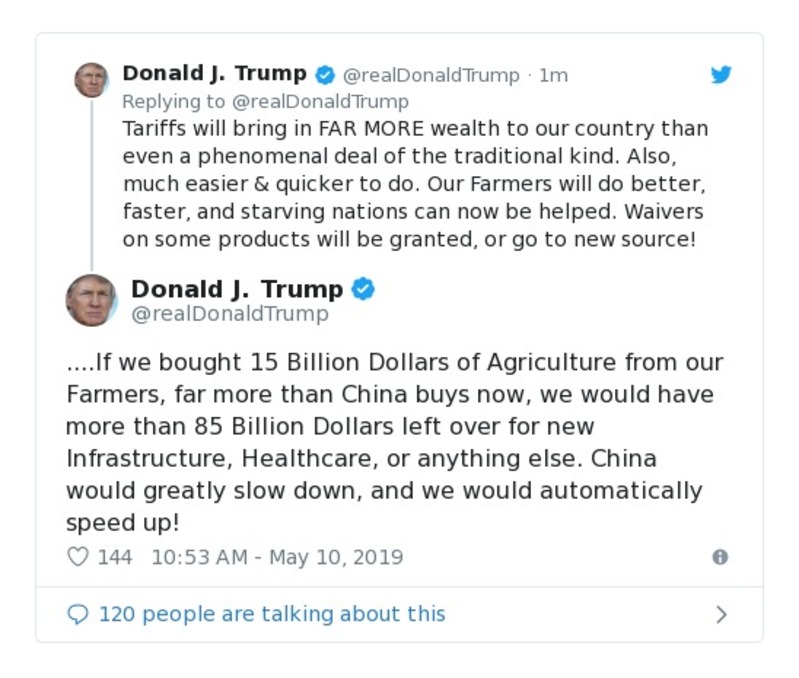 Donald J. Trump @realDonaldTrump · 1m
Replying to @realDonaldTrump
Tariffs will bring in FAR MORE wealth to our country than
even a phenomenal deal of the traditional kind. Also,
much easier & quicker to do. Our Farmers will do better,
faster, and starving nations can now be helped. Waivers
on some products will be granted, or go to new source!
Donald J. Trump
@realDonaldTrump
....If we bought 15 Billion Dollars of Agriculture from our
Farmers, far more than China buys now, we would have
more than 85 Billion Dollars left over for new
Infrastructure, Healthcare, or anything else. China
would greatly slow down, and we would automatically
speed up!
144 10:53 AM - May 10, 2019
120 people are talking about this